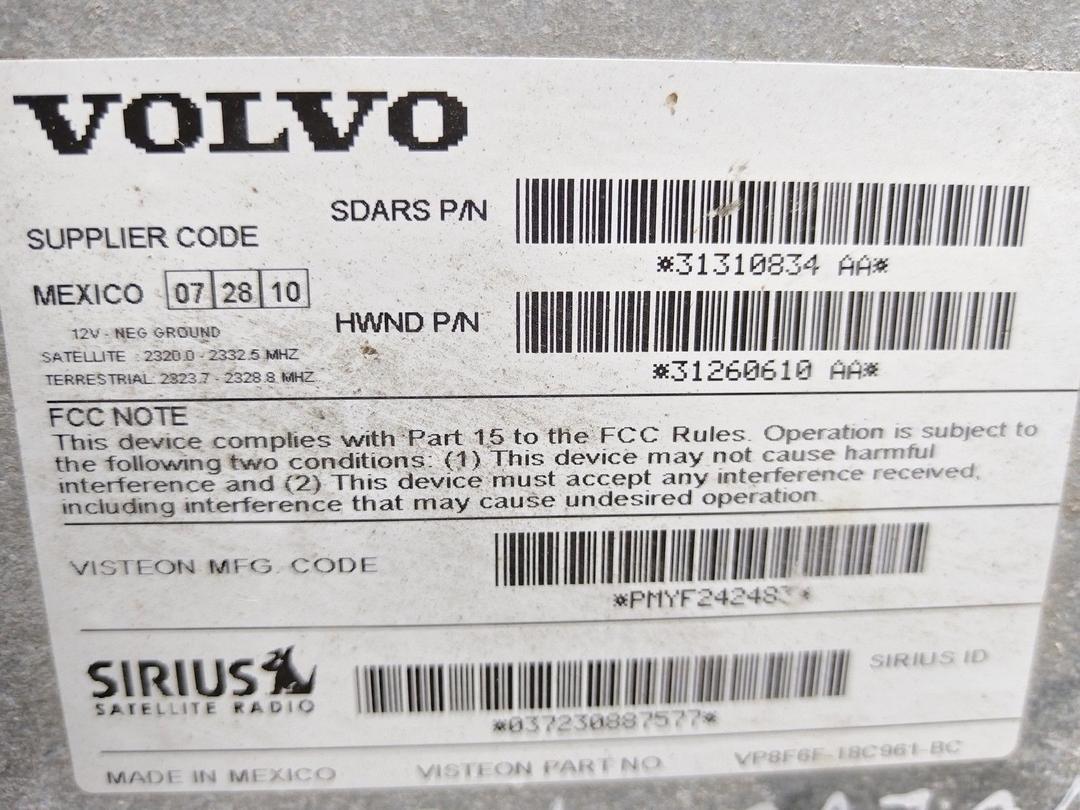 VOLVO
SDARS P/N
*31310834 AA*
SUPPLIER CODE
MEXICO 07 28 10
HWND P/N
*31260610 AA*
12V - NEG GROUND
SATELLITE : 2320.0 - 2332.5 MHZ
TERRESTRIAL: 2323.7 - 2328.8 MHZ
FCC NOTE
This device complies with Part 15 to the FCC Rules. Operation is subject to
the following two conditions: (1) This device may not cause harmful
interference and (2) This device must accept any interference received,
including interference that may cause undesired operation.
VISTEON MFG. CODE
SIRIUS
SATELLITE RADIO
SIRIUS ID
*037230887577*
MADE IN MEXICO VISTEON PART NO. VP8F6F-18C961-BC